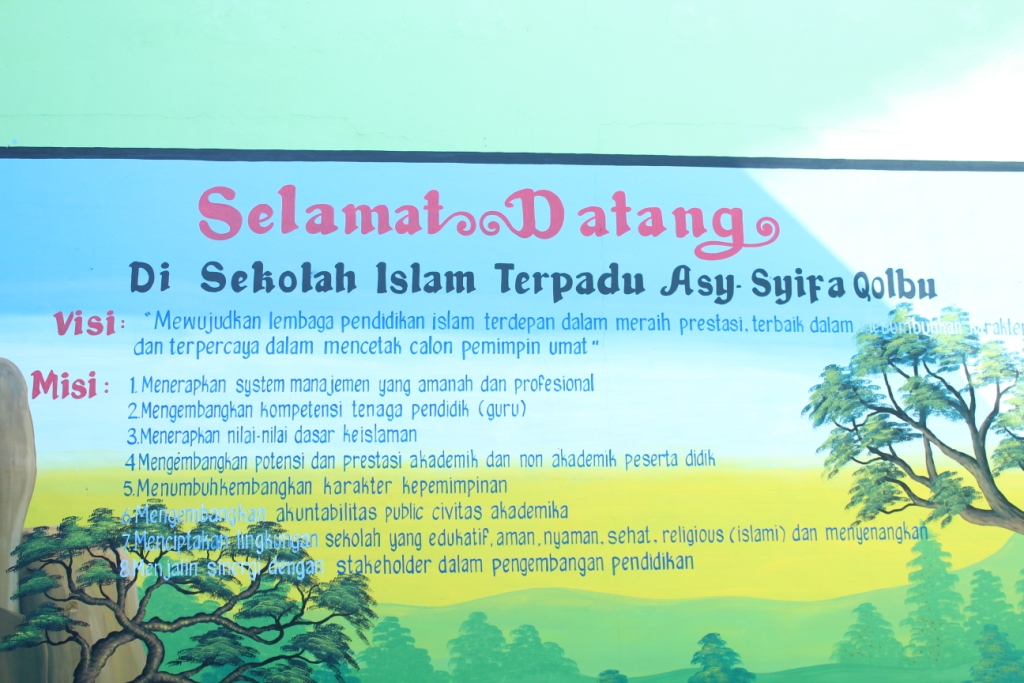 Selamat Datang
Di Sekolah Islam Terpadu Asy-Syifa Qolbu
Visi: "Mewujudkan lembaga pendidikan islam terdepan dalam meraih prestasi, terbaik dalam menumbuhkan karakter
dan terpercaya dalam mencetak calon pemimpin umat"
Misi: 1. Menerapkan system manajemen yang amanah dan profesional
2. Mengembangkan kompetensi tenaga pendidik (guru)
3. Menerapkan nilai-nilai dasar keislaman
4 Mengembangkan potensi dan prestasi akademik dan non akademik peserta didik
5. Menumbuhkembangkan karakter kepemimpinan
6. Mengembangkan akuntabilitas public civitas akademika
7. Menciptakan lingkungan sekolah yang edukatif, aman, nyaman, sehat, religious (islami) dan menyenangkan
8. Menjalin sinergi dengan stakeholder dalam pengembangan pendidikan